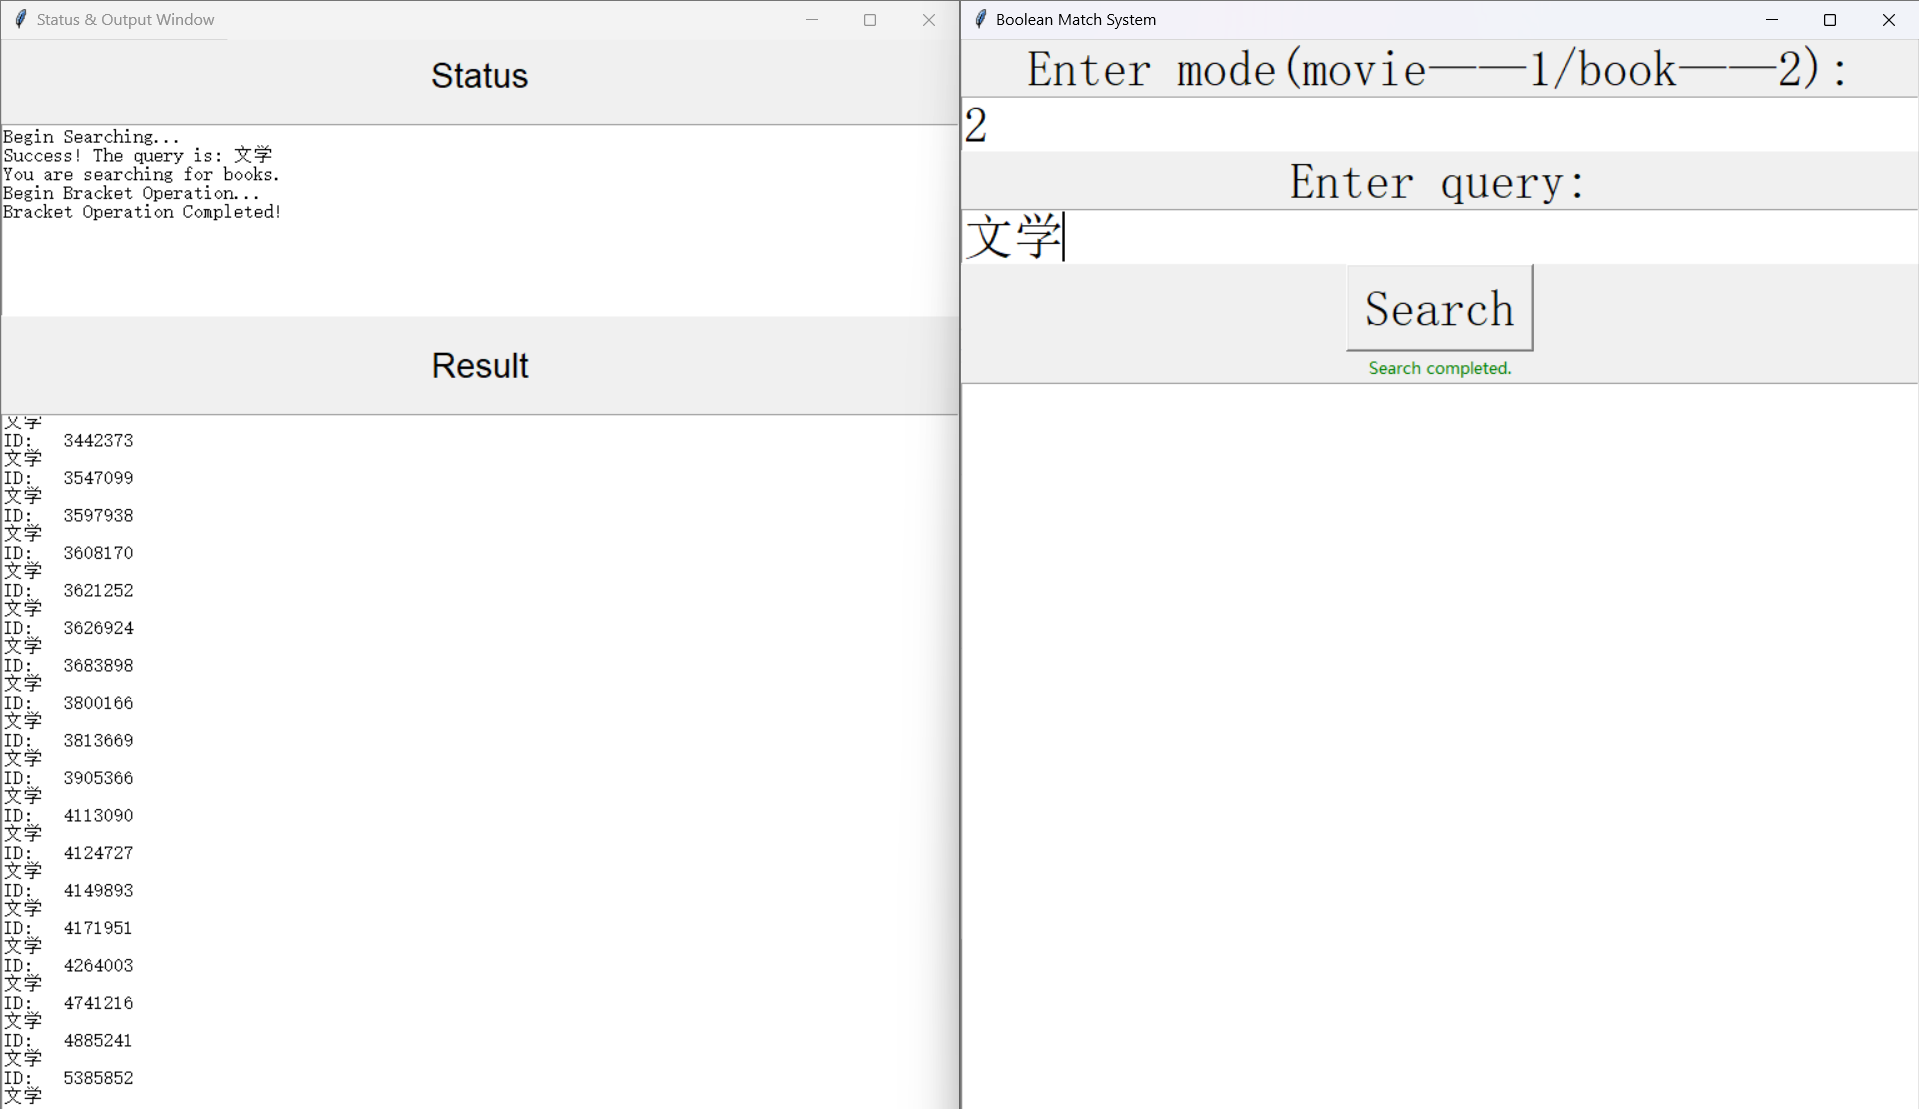 Status & Output Window
Status
Begin Searching...
Success! The query is: 文学
You are searching for books.
Begin Bracket Operation...
Bracket Operation Completed!
Result
文学
ID: 3442373
文学
ID: 3547099
文学
ID: 3597938
文学
ID: 3608170
文学
ID: 3621252
文学
ID: 3626924
文学
ID: 3683898
文学
ID: 3800166
文学
ID: 3813669
文学
ID: 3905366
文学
ID: 4113090
文学
ID: 4124727
文学
ID: 4149893
文学
ID: 4171951
文学
ID: 4264003
文学
ID: 4741216
文学
ID: 4885241
文学
ID: 5385852
文学
Boolean Match System
Enter mode(movie——1/book——2):
2
Enter query:
文学
Search
Search completed.